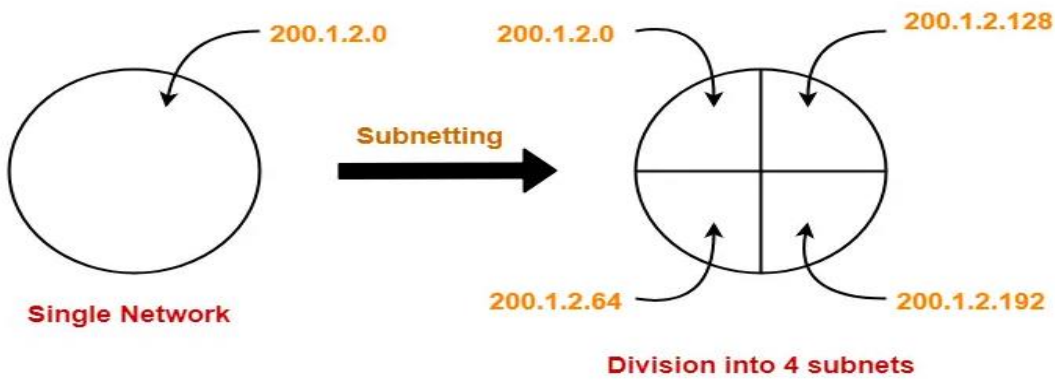 200.1.2.0
200.1.2.0
200.1.2.128
Subnetting
200.1.2.64
200.1.2.192
Single Network
Division into 4 subnets